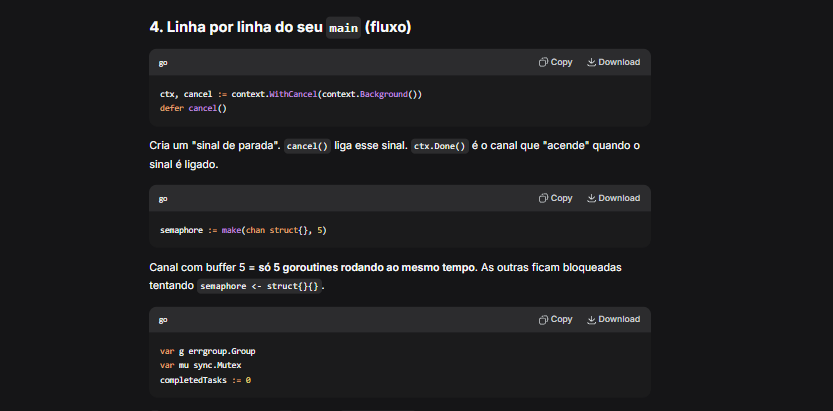 4. Linha por linha do seu main (fluxo)
go
Copy
Download
ctx, cancel := context.WithCancel(context.Background())
defer cancel()
Cria um "sinal de parada". cancel() liga esse sinal. ctx.Done() é o canal que "acende" quando o
sinal é ligado.
go
Copy
Download
semaphore := make(chan struct{}, 5)
Canal com buffer 5 = só 5 goroutines rodando ao mesmo tempo. As outras ficam bloqueadas
tentando semaphore <- struct{}{}.
go
Copy
Download
var g errgroup.Group
var mu sync.Mutex
completedTasks := 0